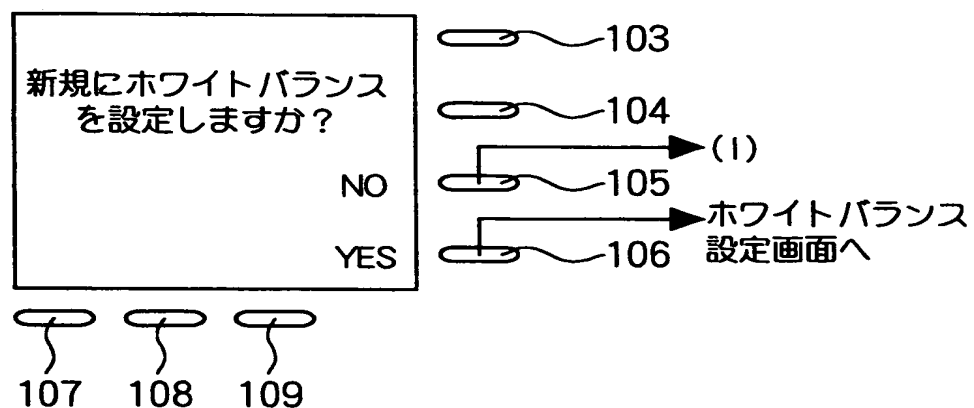 新規にホワイトバランス
を設定しますか？
NO
YES
103
104
(1)
105
ホワイトバランス
設定画面へ
106
107 108 109